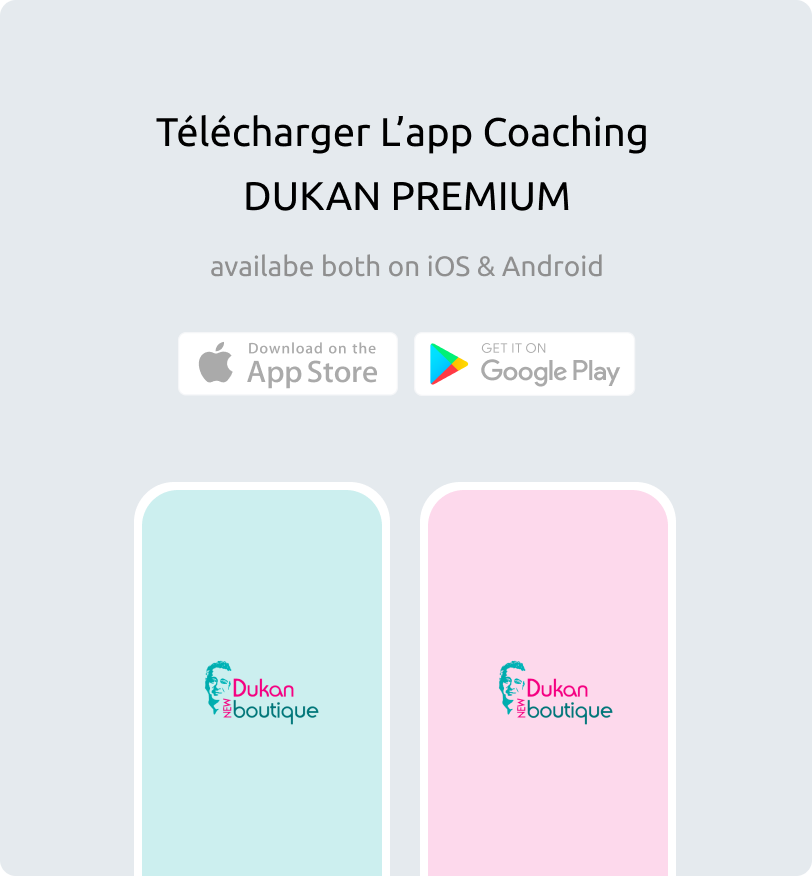 Télécharger L’app Coaching
DUKAN PREMIUM
availabe both on iOS & Android
Download on the
App Store
GET IT ON
Google Play
Dukan
NEW boutique
Dukan
NEW boutique